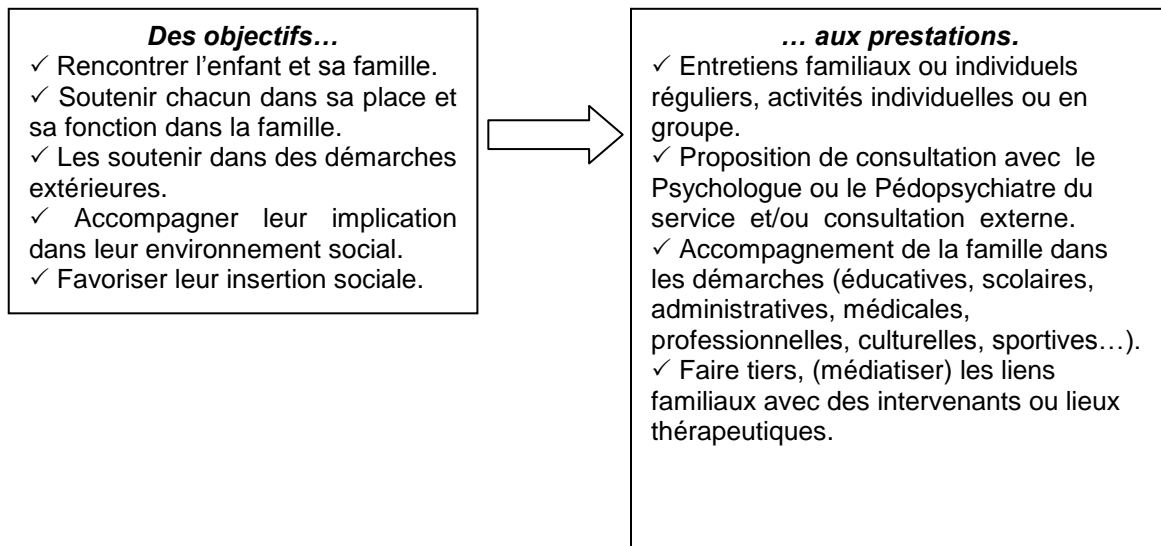 Des objectifs…
✓ Rencontrer l’enfant et sa famille.
✓ Soutenir chacun dans sa place et
sa fonction dans la famille.
✓ Les soutenir dans des démarches
extérieures.
✓ Accompagner leur implication
dans leur environnement social.
✓ Favoriser leur insertion sociale.
… aux prestations.
✓ Entretiens familiaux ou individuels
réguliers, activités individuelles ou en
groupe.
✓ Proposition de consultation avec le
Psychologue ou le Pédopsychiatre du
service et/ou consultation externe.
✓ Accompagnement de la famille dans
les démarches (éducatives, scolaires,
administratives, médicales,
professionnelles, culturelles, sportives…).
✓ Faire tiers, (médiatiser) les liens
familiaux avec des intervenants ou lieux
thérapeutiques.